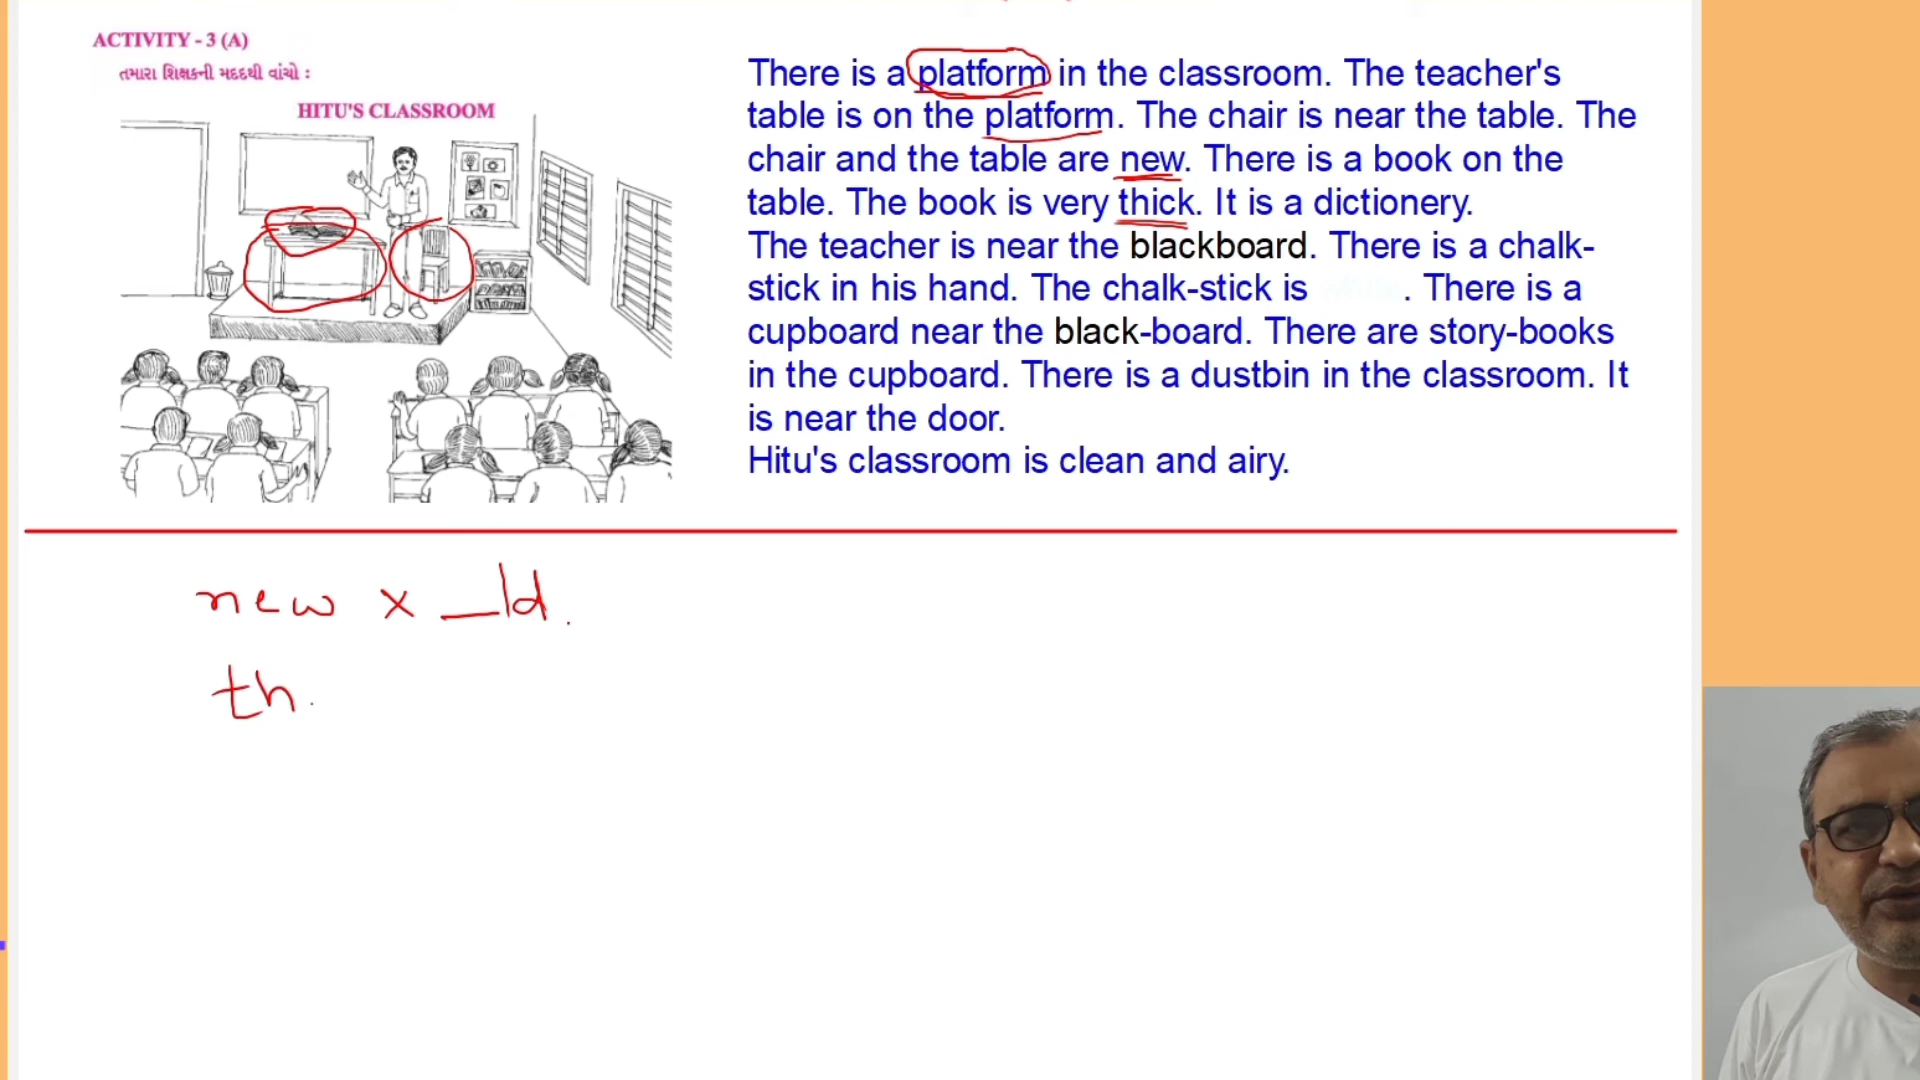 ACTIVITY - 3 (A)
તમારા શિક્ષકની મદદથી વાંચો :
HITU'S CLASSROOM
There is a platform in the classroom. The teacher's
table is on the platform. The chair is near the table. The
chair and the table are new. There is a book on the
table. The book is very thick. It is a dictionery.
The teacher is near the blackboard. There is a chalk-
stick in his hand. The chalk-stick is . There is a
cupboard near the black-board. There are story-books
in the cupboard. There is a dustbin in the classroom. It
is near the door.
Hitu's classroom is clean and airy.
new x _ld.
th.